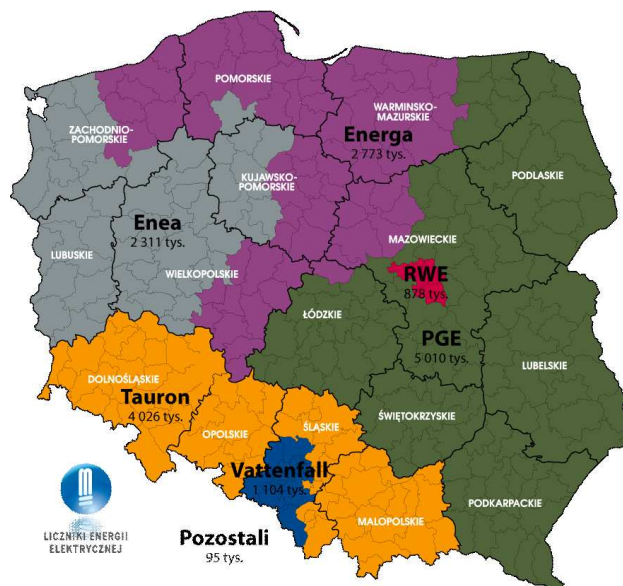 POMORSKIE
WARMINSKO-
MAZURSKIE
Energa
2 773 tys.
ZACHODNIO-
POMORSKIE
PODLASKIE
KUJAWSKO-
POMORSKIE
Enea
2 311 tys.
MAZOWIECKIE
LUBUSKIE
WIELKOPOLSKIE
RWE
878 tys.
ŁÓDZKIE
PGE
5 010 tys.
LUBELSKIE
DOLNOŚLĄSKIE
Tauron
4 026 tys.
ŚWIĘTOKRZYSKIE
OPOLSKIE
ŚLĄSKIE
Vattenfall
1 104 tys.
PODKARPACKIE
MALOPOLSKIE
LICZNIKI ENERGII
ELEKTRYCZNEJ
Pozostali
95 tys.